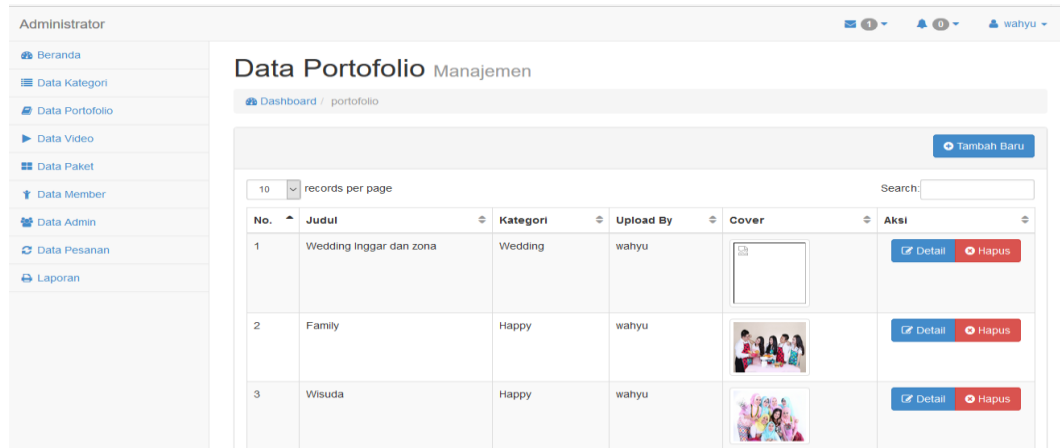 Administrator
1
0
wahyu
Beranda
Data Kategori
Data Portofolio
Data Video
Data Paket
Data Member
Data Admin
Data Pesanan
Laporan
Data Portofolio Manajemen
Dashboard / portofolio
Tambah Baru
10 records per page
Search:
No. Judul Kategori Upload By Cover Aksi
1 Wedding Inggar dan zona Wedding wahyu Detail Hapus
2 Family Happy wahyu Detail Hapus
3 Wisuda Happy wahyu Detail Hapus